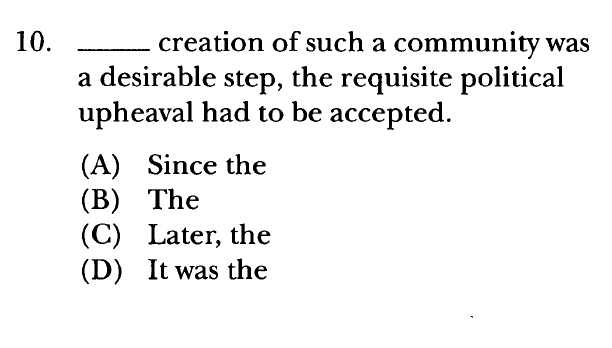 10. ______ creation of such a community was
a desirable step, the requisite political
upheaval had to be accepted.
(A) Since the
(B) The
(C) Later, the
(D) It was the